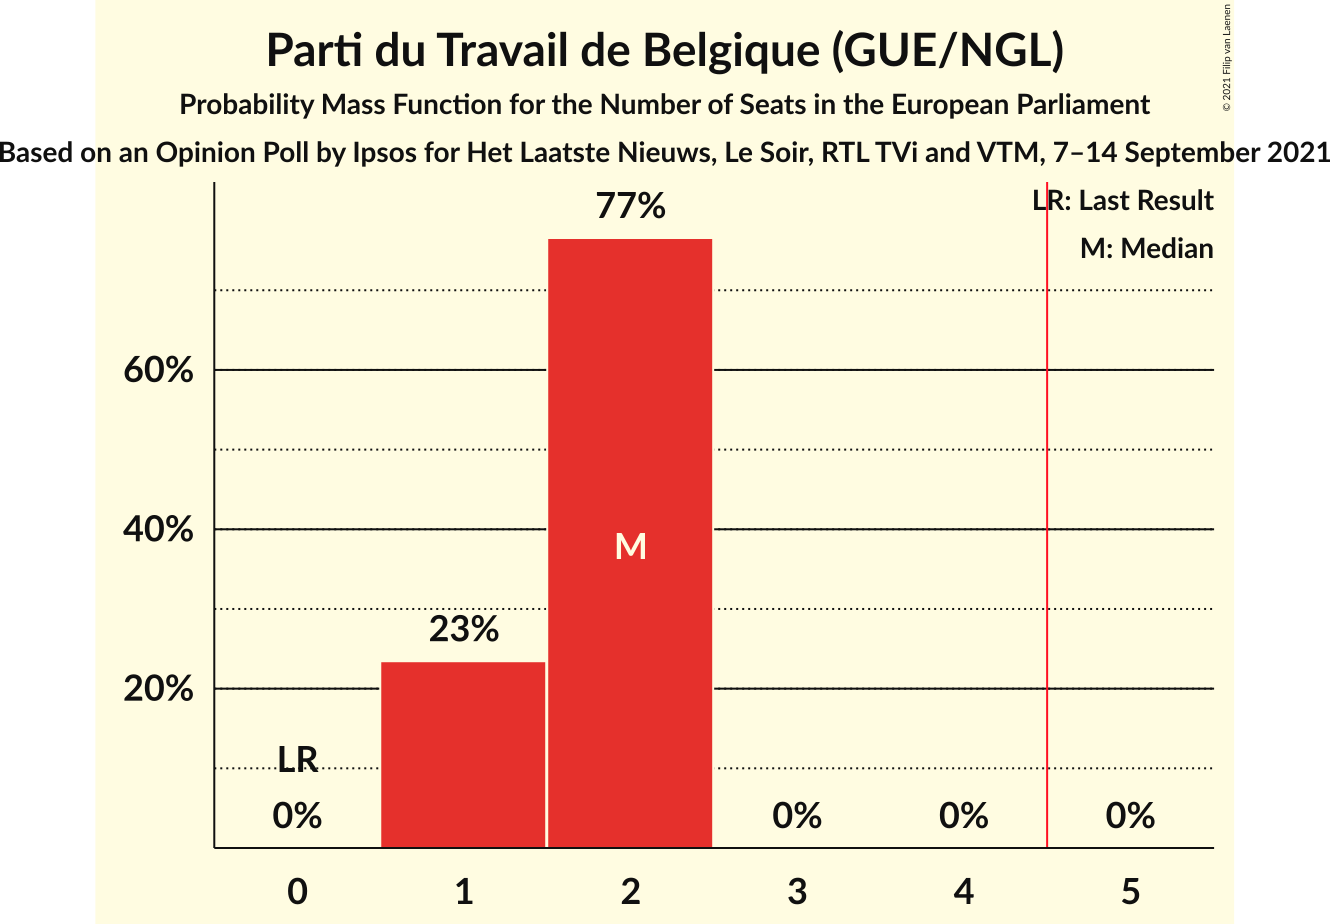 Parti du Travail de Belgique (GUE/NGL)
Probability Mass Function for the Number of Seats in the European Parliament
Based on an Opinion Poll by Ipsos for Het Laatste Nieuws, Le Soir, RTL TVi and VTM, 7–14 September 2021
© 2021 Filip van Laenen
LR: Last Result
M: Median
77%
60%
40%
M
23%
20%
LR
0%
0%
0%
0%
0 1 2 3 4 5